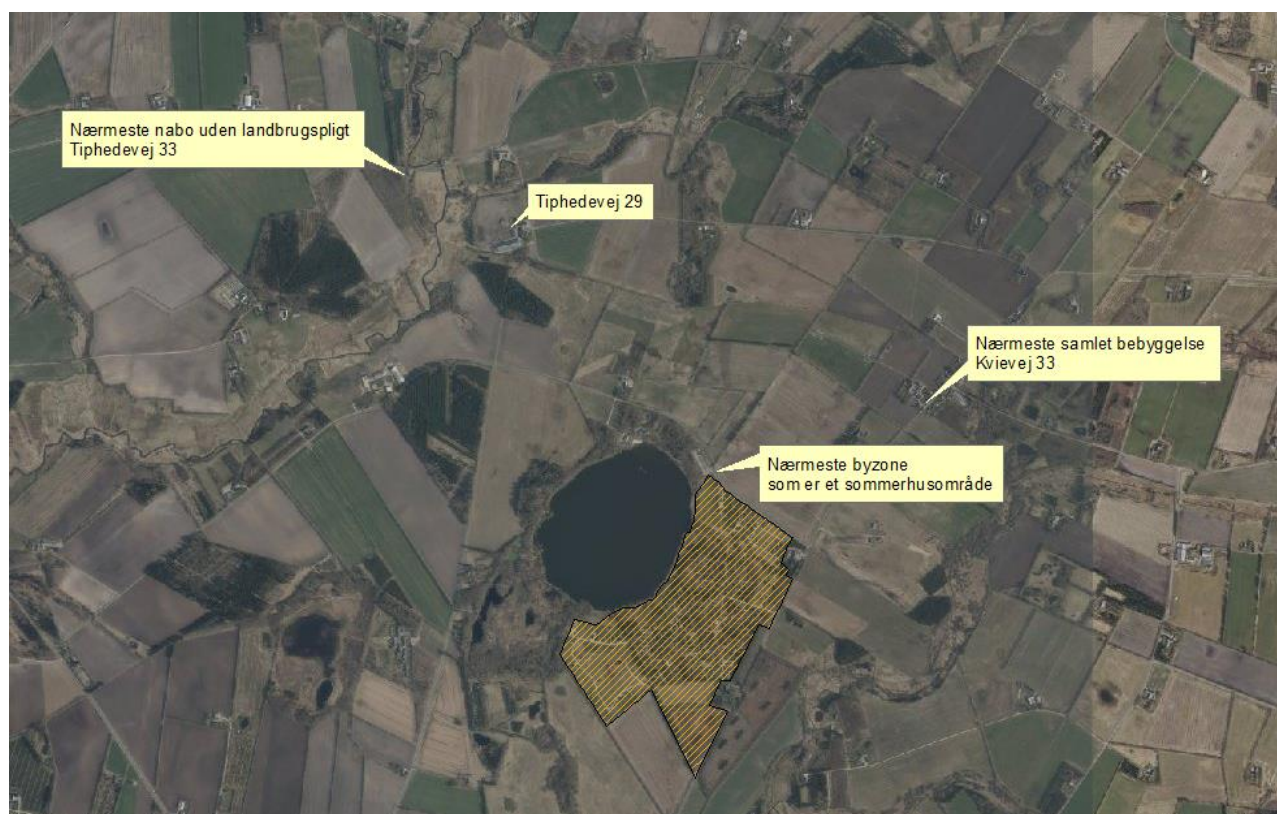 Nærmeste nabo uden landbrugspligt
Tiphedevej 33
Tiphedevej 29
Nærmeste samlet bebyggelse
Kvievej 33
Nærmeste byzone
som er et sommerhusområde